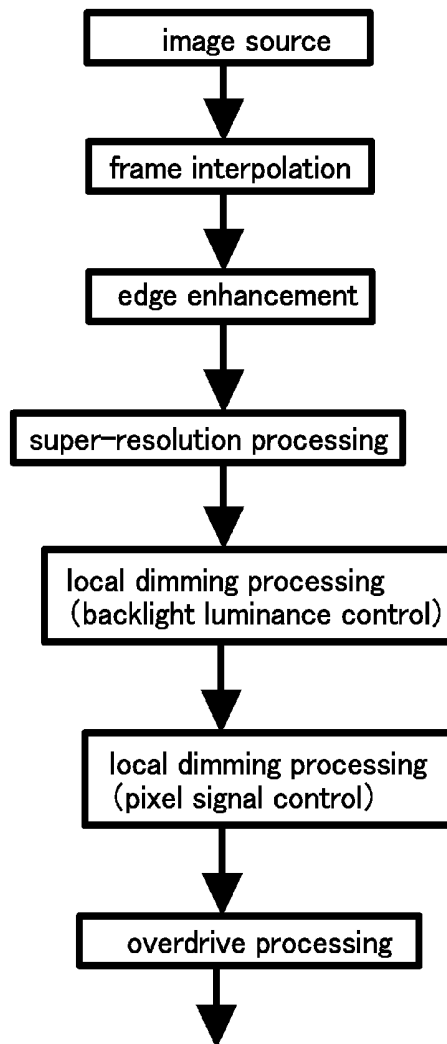 image source
frame interpolation
edge enhancement
super-resolution processing
local dimming processing
(backlight luminance control)
local dimming processing
(pixel signal control)
overdrive processing